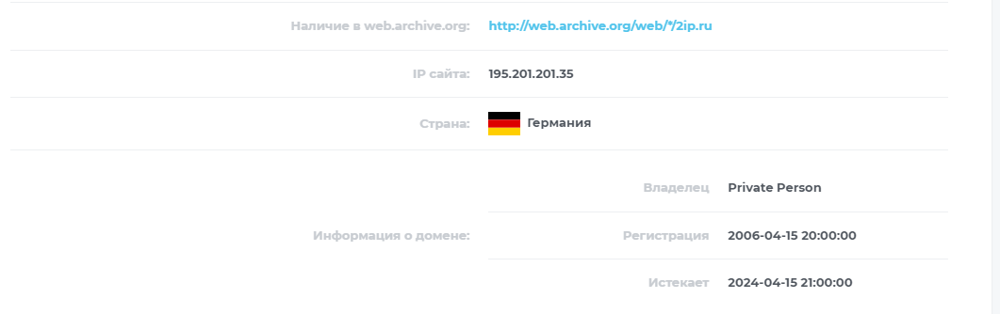 Наличие в web.archive.org: http://web.archive.org/web/*/2ip.ru
IP сайта: 195.201.201.35
Страна: Германия
Владелец Private Person
Информация о домене: Регистрация 2006-04-15 20:00:00
Истекает 2024-04-15 21:00:00